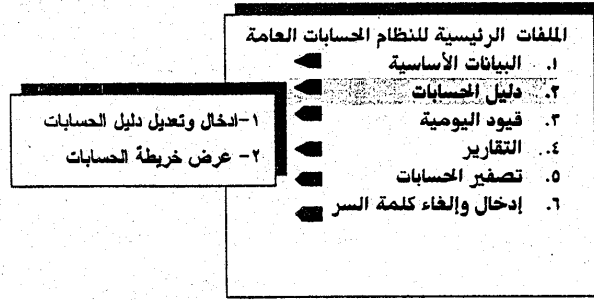 الملفات الرئيسية للنظام الحسابات العامة
١. البيانات الأساسية
٢. دليل الحسابات
٣. قيود اليومية
٤. التقارير
٥. تصفير الحسابات
٦. إدخال وإلغاء كلمة السر
١-ادخال وتعديل دليل الحسابات
٢- عرض خريطة الحسابات